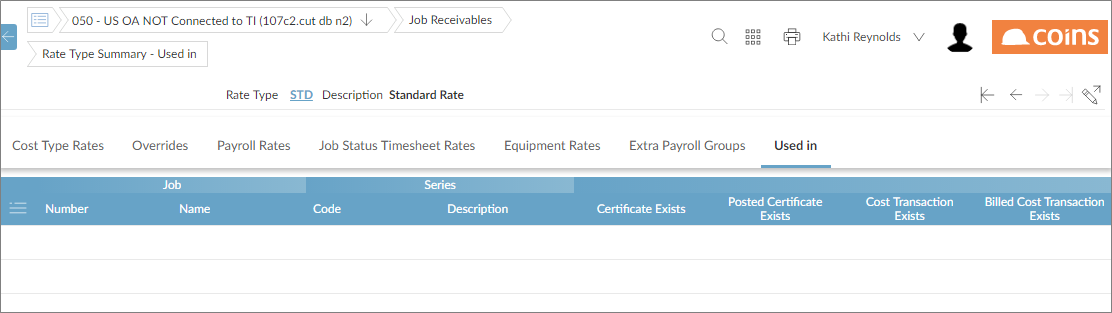 050 - US OA NOT Connected to TI (107c2.cut db n2)
Job Receivables
Rate Type Summary - Used in
Kathi Reynolds
coins
Rate Type STD Description Standard Rate
Cost Type Rates Overrides Payroll Rates Job Status Timesheet Rates Equipment Rates Extra Payroll Groups Used in
Job Series
Number Name Code Description Certificate Exists
Posted Certificate
Exists
Cost Transaction
Exists
Billed Cost Transaction
Exists